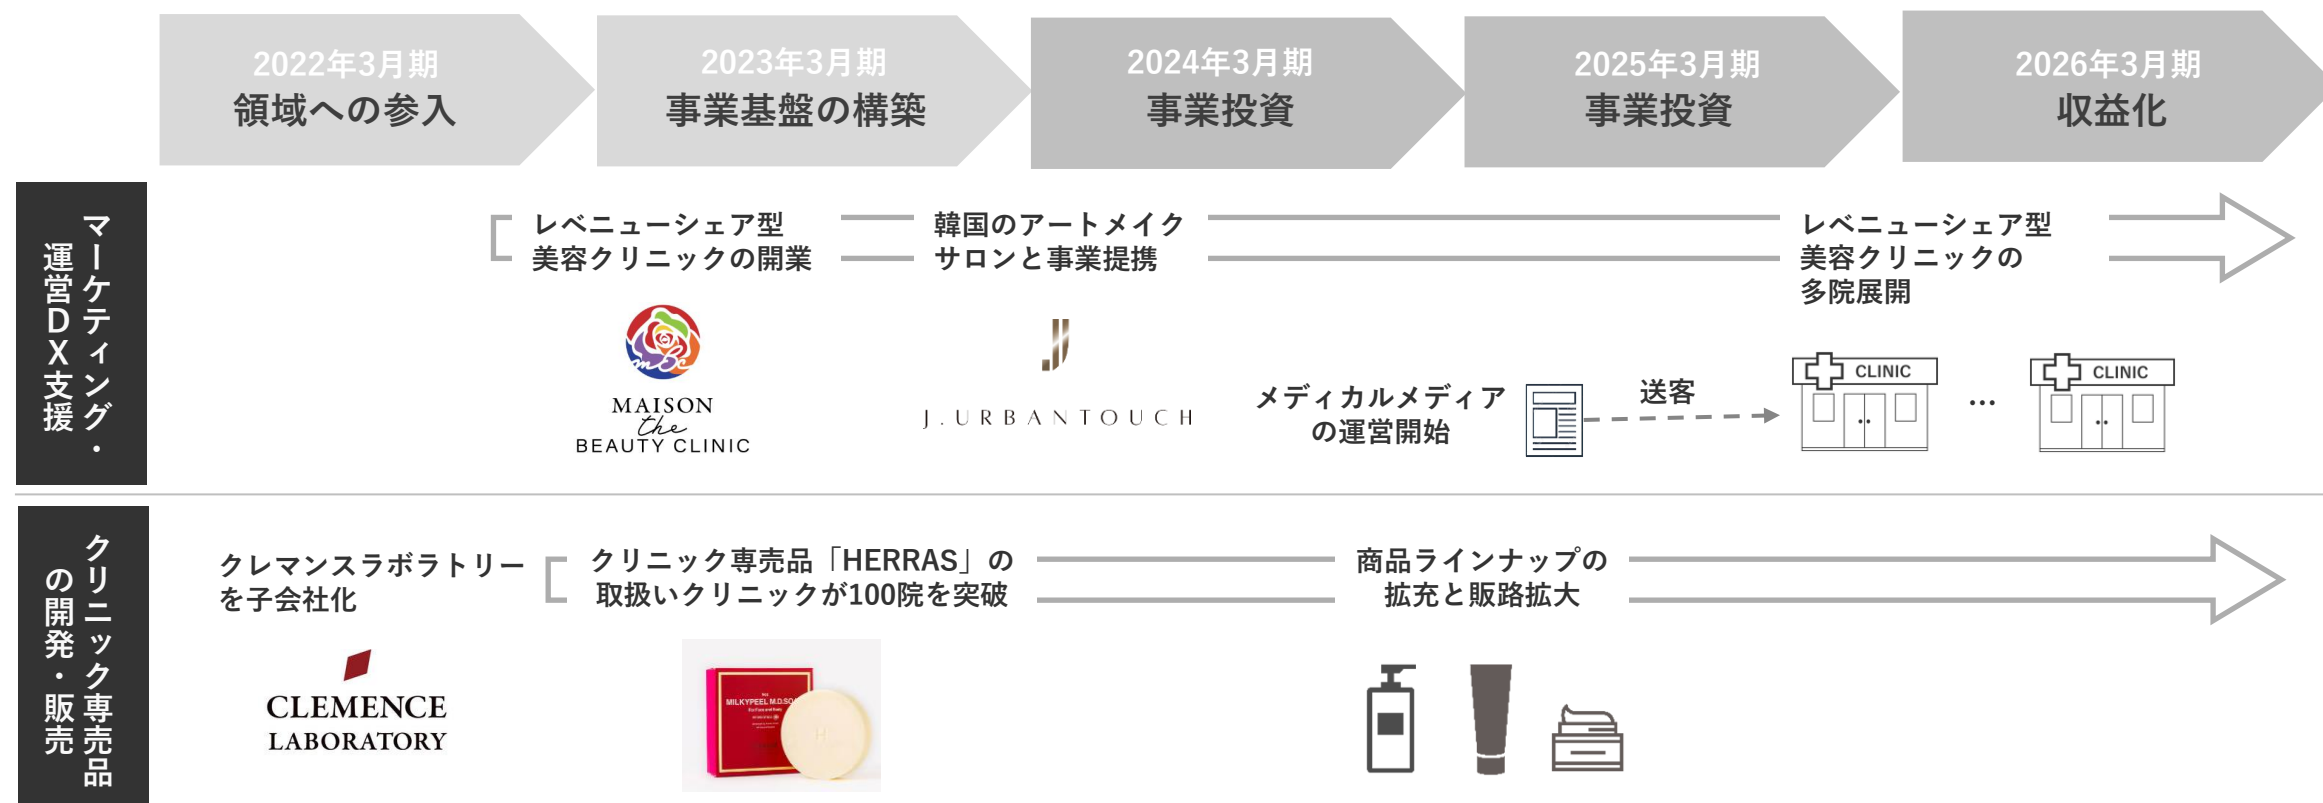 2022年3月期
領域への参入
2023年3月期
事業基盤の構築
2024年3月期
事業投資
2025年3月期
事業投資
2026年3月期
収益化
マーケティング・
運営DX支援
レベニューシェア型
美容クリニックの開業
韓国のアートメイク
サロンと事業提携
レベニューシェア型
美容クリニックの
多院展開
mbc
MAISON
the
BEAUTY CLINIC
J.URBANTOUCH
メディカルメディア
の運営開始
送客
CLINIC
…
CLINIC
クリニック専売品
の開発・販売
クレマンスラボラトリー
を子会社化
クリニック専売品「HERRAS」の
取扱いクリニックが100院を突破
商品ラインナップの
拡充と販路拡大
CLEMENCE
LABORATORY
MILKYPEEL M.D.SO